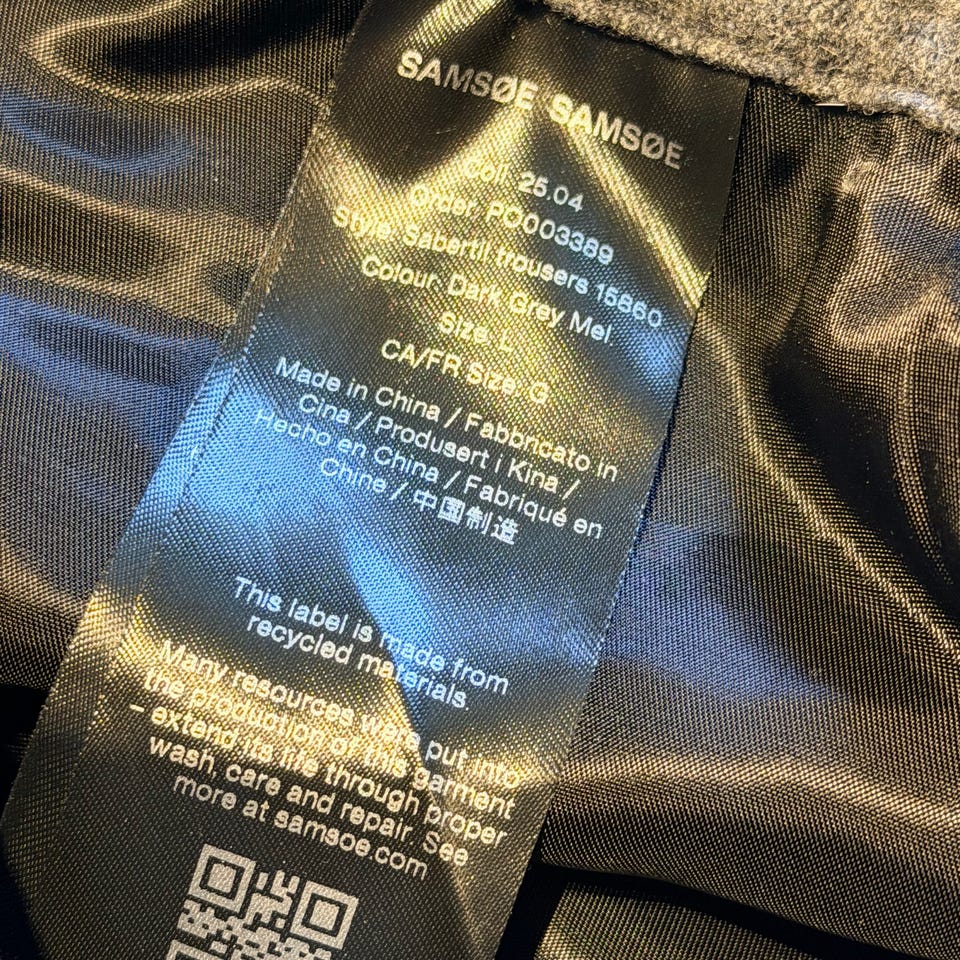 SAMSØE SAMSØE
Col: 25.04
Order: PO003389
Style: Sabertil trousers 15860
Colour: Dark Grey Mel
Size: L
CA/FR Size: G
Made in China / Fabbricato in
Cina / Produsert i Kina /
Hecho en China / Fabriqué en
Chine / 中国制造
This label is made from
recycled materials.
Many resources were put into
the production of this garment
– extend its life through proper
wash, care and repair. See
more at samsoe.com